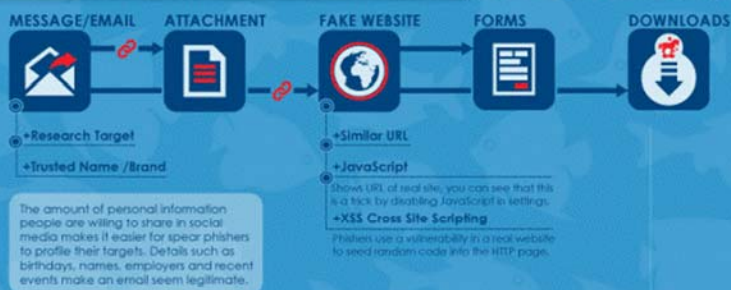 MESSAGE/EMAIL
ATTACHMENT
FAKE WEBSITE
FORMS
DOWNLOADS
+Research Target
+Trusted Name /Brand
The amount of personal information
people are willing to share in social
media makes it easier for spear phishers
to profile their targets. Details such as
birthdays, names, employers and recent
events make an email seem legitimate.
+Similar URL
+JavaScript
Shows URL of real site, you can see that this
is a trick by disabling JavaScript in settings.
+XSS Cross Site Scripting
Phishers use a vulnerability in a real website
to seed random code into the HTTP page.